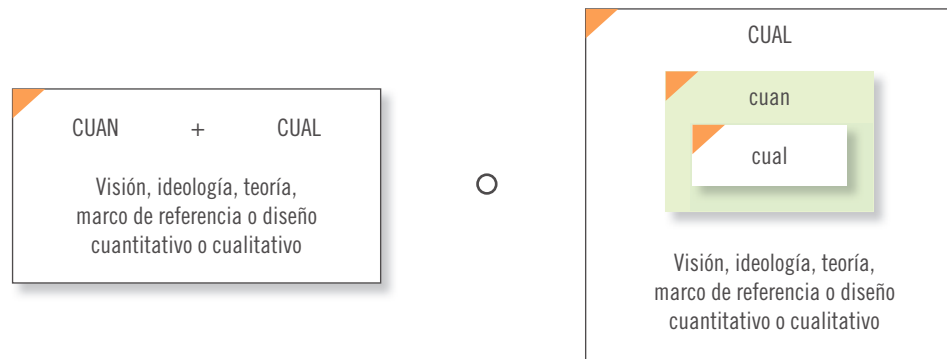 CUAN + CUAL
Visión, ideología, teoría,
marco de referencia o diseño
cuantitativo o cualitativo
O
CUAL
cuan
cual
Visión, ideología, teoría,
marco de referencia o diseño
cuantitativo o cualitativo